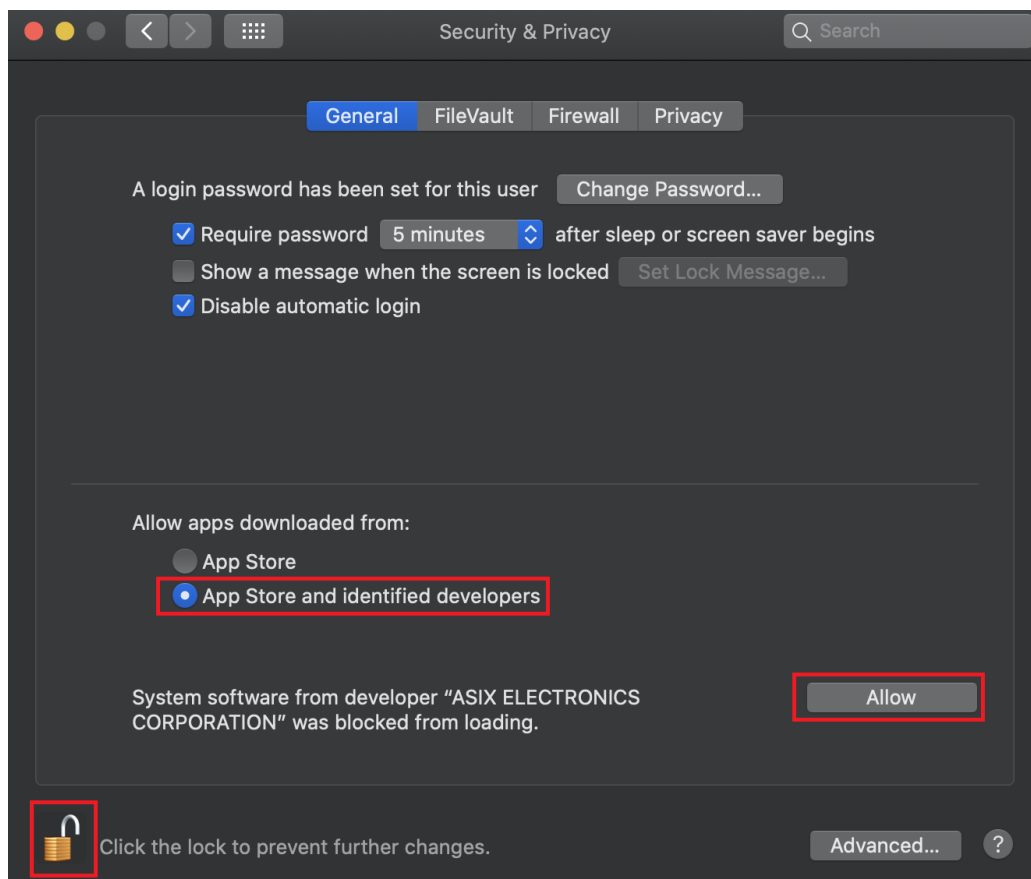 Security & Privacy
Search
General FileVault Firewall Privacy
A login password has been set for this user Change Password...
Require password 5 minutes after sleep or screen saver begins
Show a message when the screen is locked Set Lock Message...
Disable automatic login
Allow apps downloaded from:
App Store
App Store and identified developers
System software from developer “ASIX ELECTRONICS
CORPORATION” was blocked from loading.
Allow
Click the lock to prevent further changes.
Advanced... ?